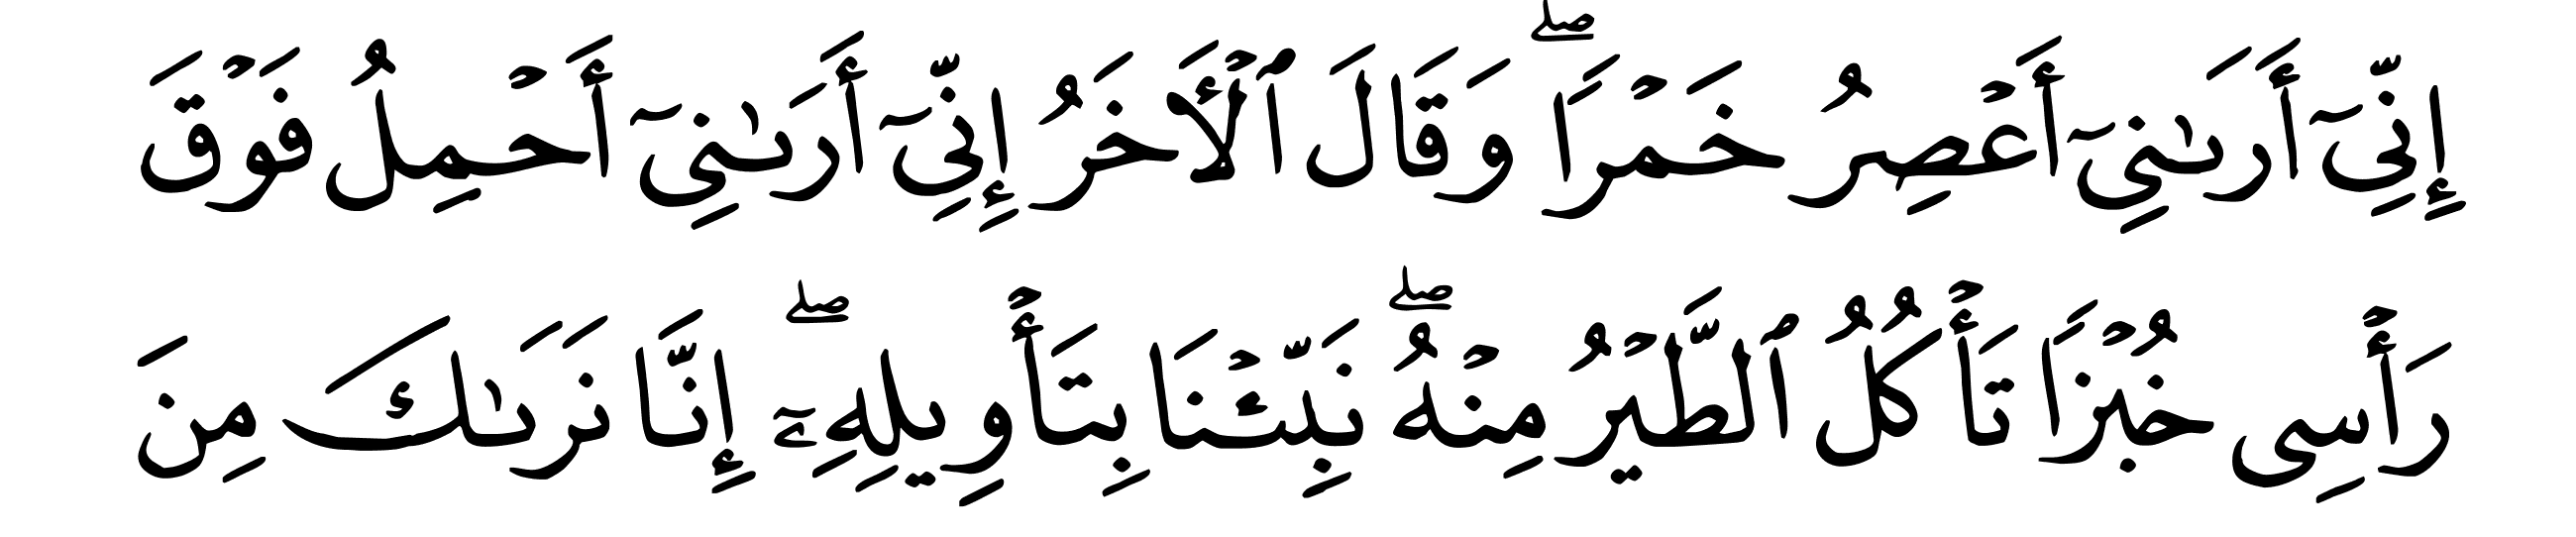 إِنِّىٓ أَرَىٰنِىٓ أَعْصِرُ خَمْرًا ۖ وَقَالَ ٱلْأَخَرُ إِنِّىٓ أَرَىٰنِىٓ أَحْمِلُ فَوْقَ
رَأْسِى خُبْزًا تَأْكُلُ ٱلطَّيْرُ مِنْهُ ۖ نَبِّئْنَا بِتَأْوِيلِهِۦٓ ۖ إِنَّا نَرَىٰكَ مِنَ